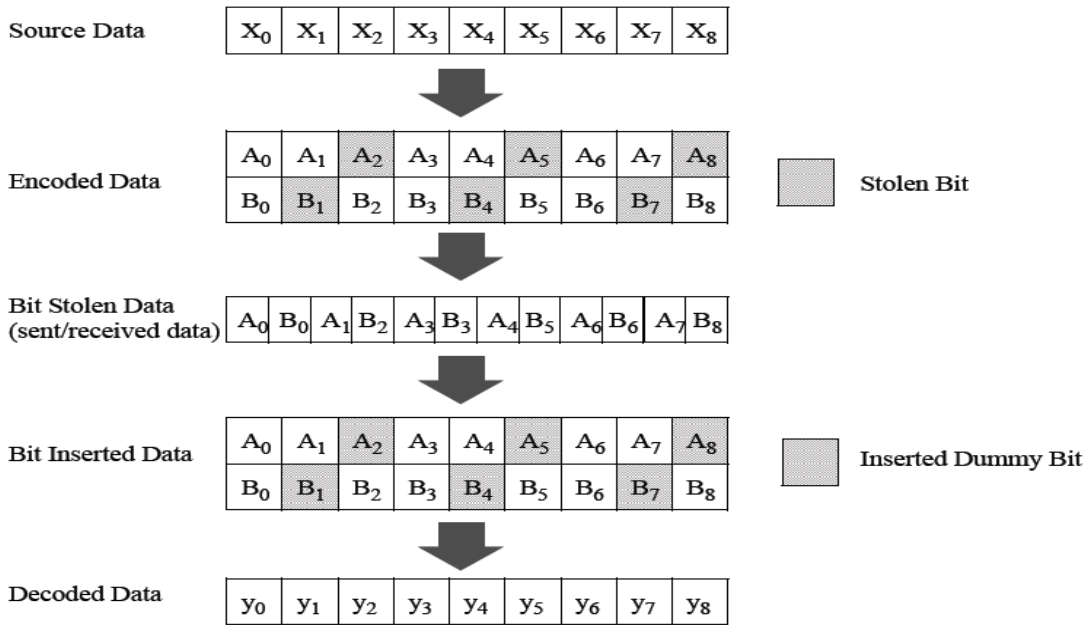 Source Data X₀ X₁ X₂ X₃ X₄ X₅ X₆ X₇ X₈
A₀ A₁ A₂ A₃ A₄ A₅ A₆ A₇ A₈
Encoded Data
B₀ B₁ B₂ B₃ B₄ B₅ B₆ B₇ B₈
Stolen Bit
Bit Stolen Data
(sent/received data)
A₀ B₀ A₁ B₂ A₃ B₃ A₄ B₅ A₆ B₆ A₇ B₈
A₀ A₁ A₂ A₃ A₄ A₅ A₆ A₇ A₈
Bit Inserted Data
B₀ B₁ B₂ B₃ B₄ B₅ B₆ B₇ B₈
Inserted Dummy Bit
Decoded Data y₀ y₁ y₂ y₃ y₄ y₅ y₆ y₇ y₈